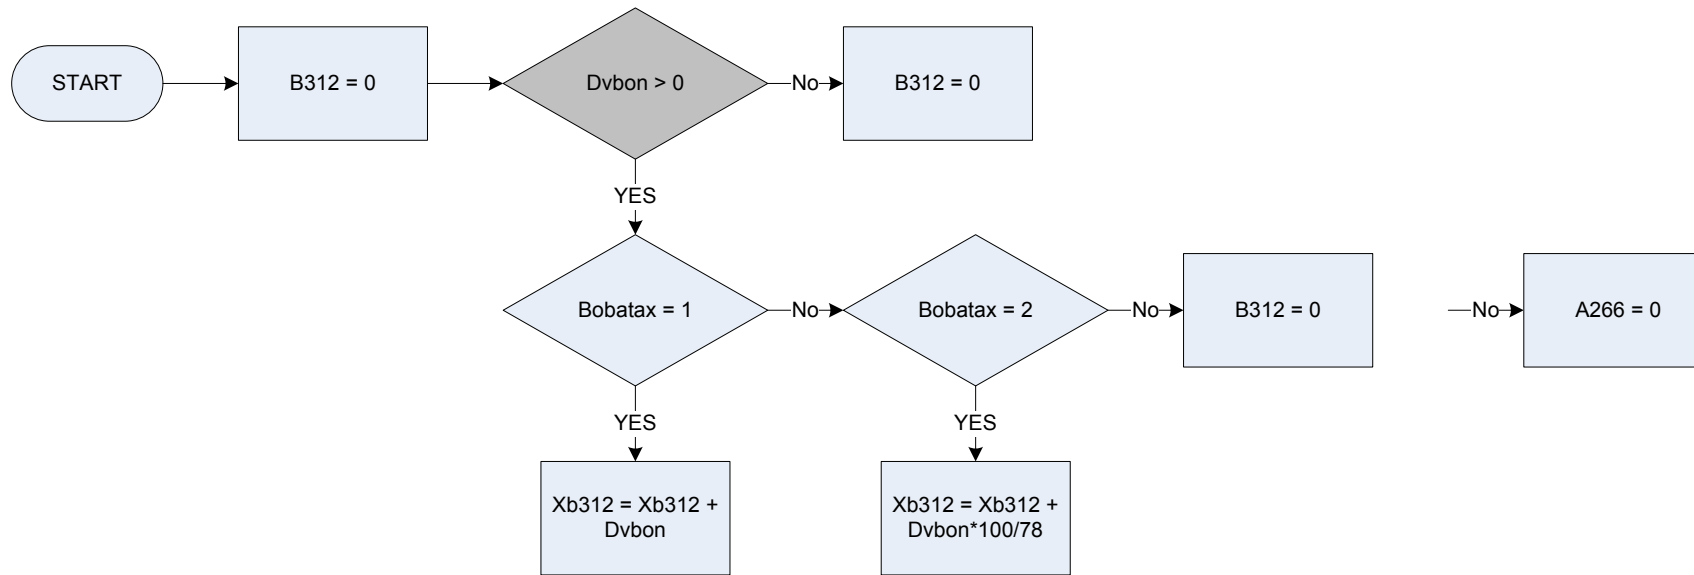 START
B312 = 0
Dvbon > 0
No
B312 = 0
YES
Bobatax = 1
No
Bobatax = 2
No
B312 = 0
No
A266 = 0
YES
YES
Xb312 = Xb312 +
Dvbon
Xb312 = Xb312 +
Dvbon*100/78